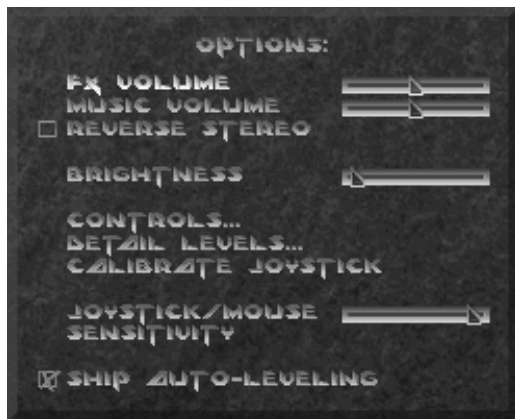 OPTIONS:
FX VOLUME
MUSIC VOLUME
REVERSE STEREO
BRIGHTNESS
CONTROLS...
DETAIL LEVELS...
CALIBRATE JOYSTICK
JOYSTICK/MOUSE
SENSITIVITY
SHIP AUTO-LEVELING